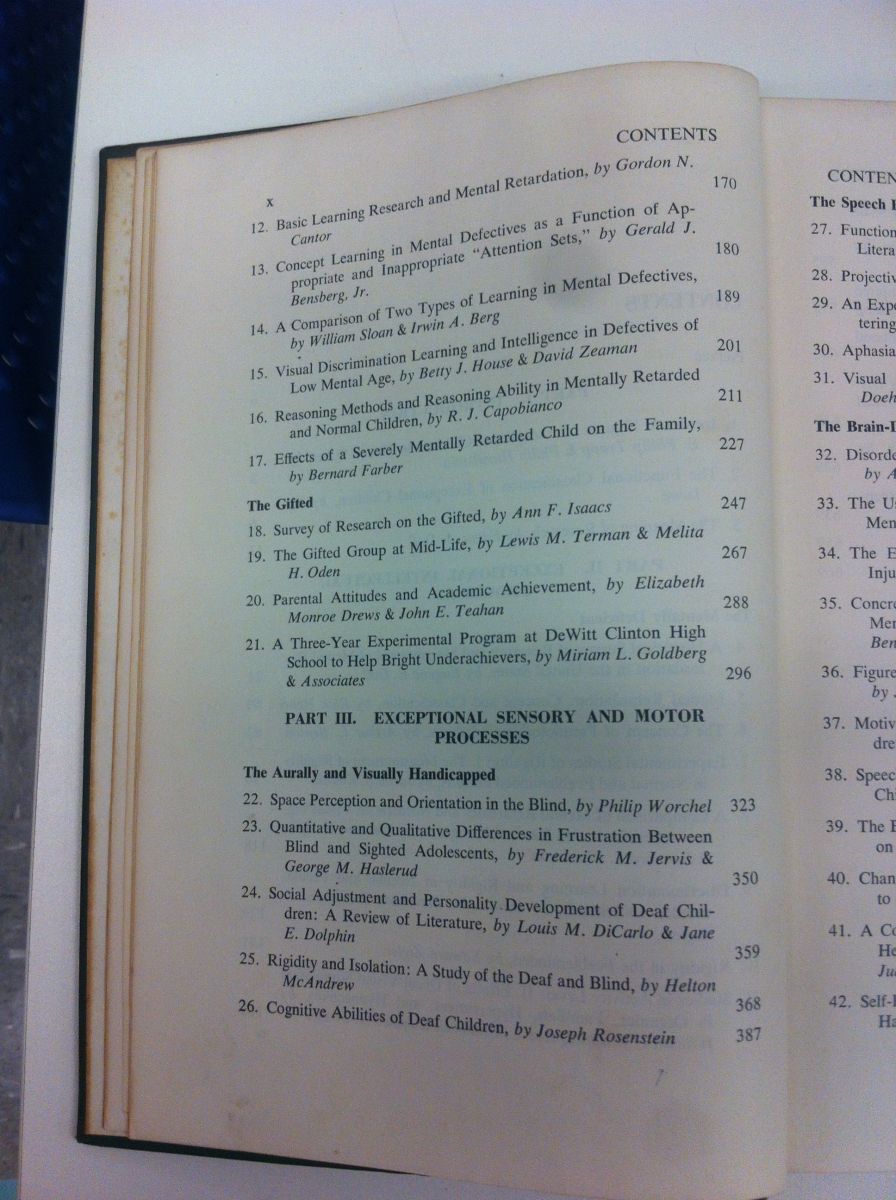 CONTENTS
x
12. Basic Learning Research and Mental Retardation, by Gordon N.
Cantor 170
13. Concept Learning in Mental Defectives as a Function of Ap-
propriate and Inappropriate “Attention Sets,” by Gerald J.
Bensberg, Jr. 180
14. A Comparison of Two Types of Learning in Mental Defectives,
by William Sloan & Irwin A. Berg 189
15. Visual Discrimination Learning and Intelligence in Defectives of
Low Mental Age, by Betty J. House & David Zeaman 201
16. Reasoning Methods and Reasoning Ability in Mentally Retarded
and Normal Children, by R. J. Capobianco 211
17. Effects of a Severely Mentally Retarded Child on the Family,
by Bernard Farber 227
The Gifted
18. Survey of Research on the Gifted, by Ann F. Isaacs 247
19. The Gifted Group at Mid-Life, by Lewis M. Terman & Melita
H. Oden 267
20. Parental Attitudes and Academic Achievement, by Elizabeth
Monroe Drews & John E. Teahan 288
21. A Three-Year Experimental Program at DeWitt Clinton High
School to Help Bright Underachievers, by Miriam L. Goldberg
& Associates 296
PART III. EXCEPTIONAL SENSORY AND MOTOR
PROCESSES
The Aurally and Visually Handicapped
22. Space Perception and Orientation in the Blind, by Philip Worchel 323
23. Quantitative and Qualitative Differences in Frustration Between
Blind and Sighted Adolescents, by Frederick M. Jervis &
George M. Haslerud 350
24. Social Adjustment and Personality Development of Deaf Chil-
dren: A Review of Literature, by Louis M. DiCarlo & Jane
E. Dolphin 359
25. Rigidity and Isolation: A Study of the Deaf and Blind, by Helton
McAndrew 368
26. Cognitive Abilities of Deaf Children, by Joseph Rosenstein 387
CONTEN
The Speech
27. Function
Litera
28. Projectiv
29. An Expe
tering
30. Aphasia
31. Visual
Doeh
The Brain-I
32. Disorde
by A
33. The U
Men
34. The E
Inju
35. Concre
Mer
Ben
36. Figure
by
37. Motiv
dre
38. Speec
Chi
39. The E
on
40. Chan
to
41. A Co
He
Ju
42. Self-
Ha